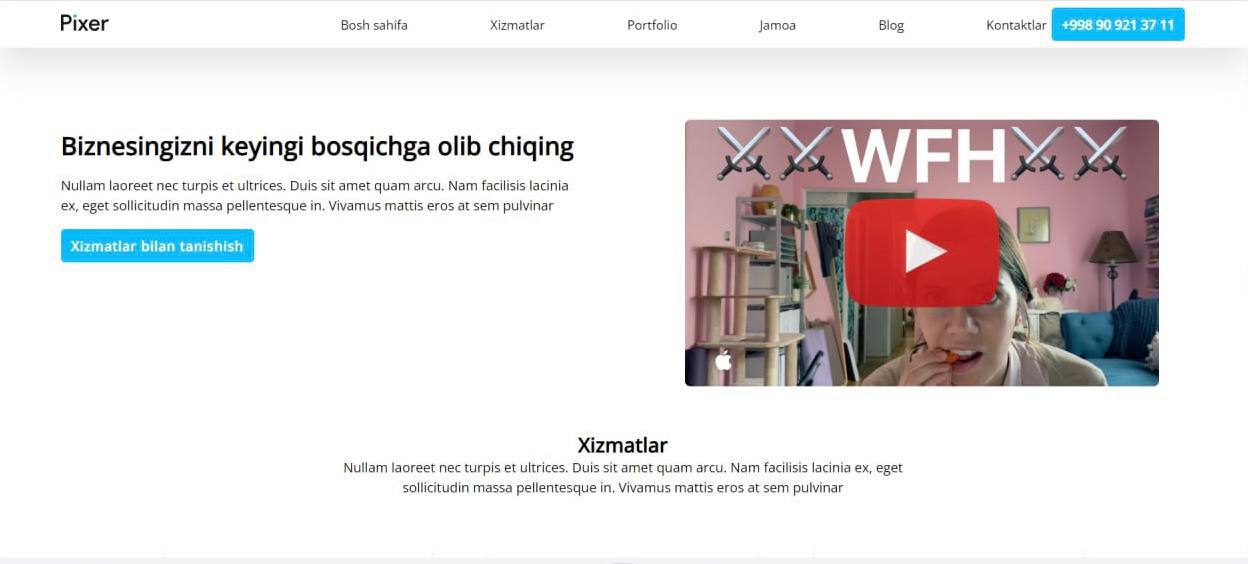 Pixer
Bosh sahifa
Xizmatlar
Portfolio
Jamoa
Blog
Kontaktlar
+998 90 921 37 11
Biznesingizni keyingi bosqichga olib chiqing
Nullam laoreet nec turpis et ultrices. Duis sit amet quam arcu. Nam facilisis lacinia
ex, eget sollicitudin massa pellentesque in. Vivamus mattis eros at sem pulvinar
Xizmatlar bilan tanishish
WFH
Xizmatlar
Nullam laoreet nec turpis et ultrices. Duis sit amet quam arcu. Nam facilisis lacinia ex, eget
sollicitudin massa pellentesque in. Vivamus mattis eros at sem pulvinar